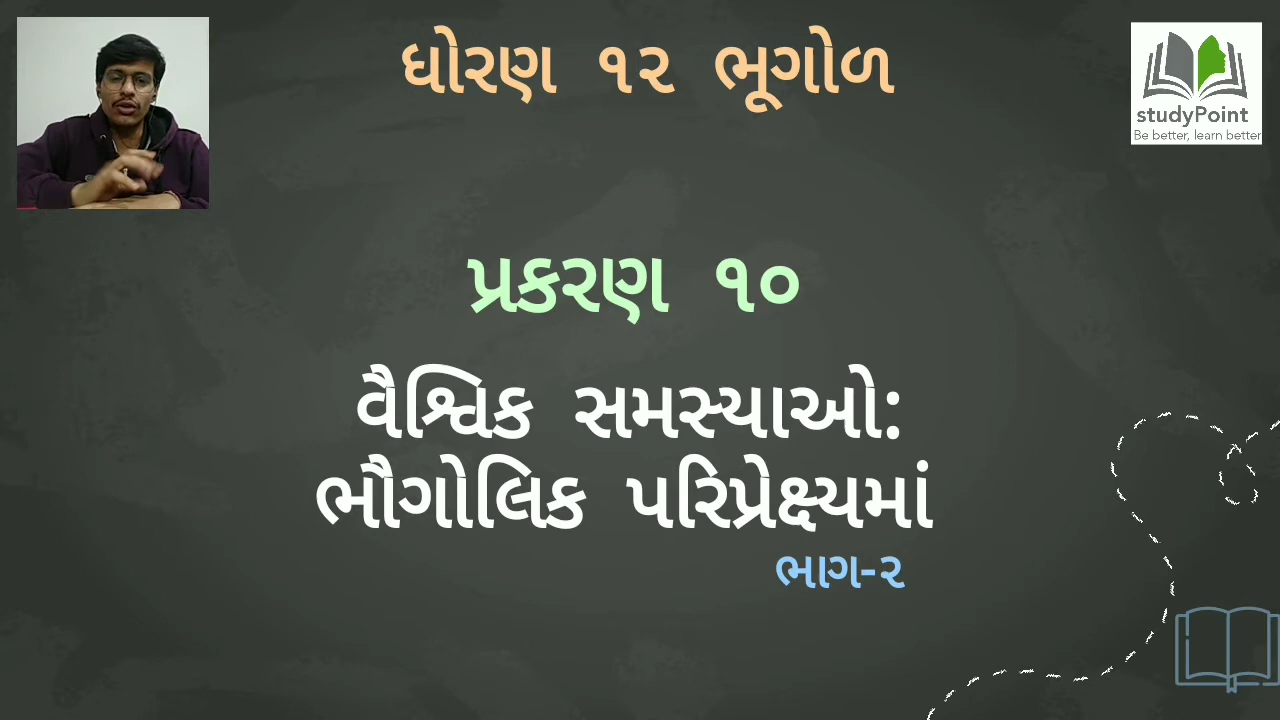 ધોરણ ૧૨ ભૂગોળ
studyPoint
Be better, learn better
પ્રકરણ ૧૦
વૈશ્વિક સમસ્યાઓ:
ભૌગોલિક પરિપ્રેક્ષ્યમાં
ભાગ-૨